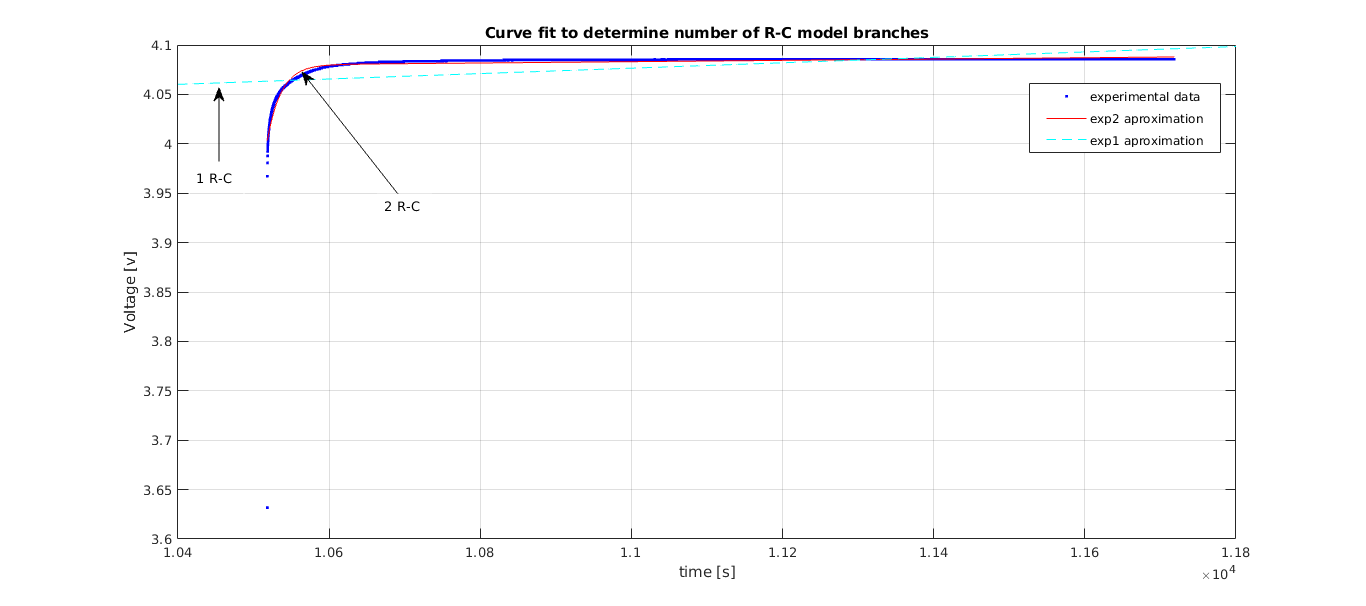 Curve fit to determine number of R-C model branches
4.1
4.05
4
3.95
3.9
3.85
3.8
3.75
3.7
3.65
3.6
Voltage [v]
experimental data
exp2 aproximation
exp1 aproximation
1 R-C
2 R-C
1.04 1.06 1.08 1.1 1.12 1.14 1.16 1.18
time [s]
×10⁴